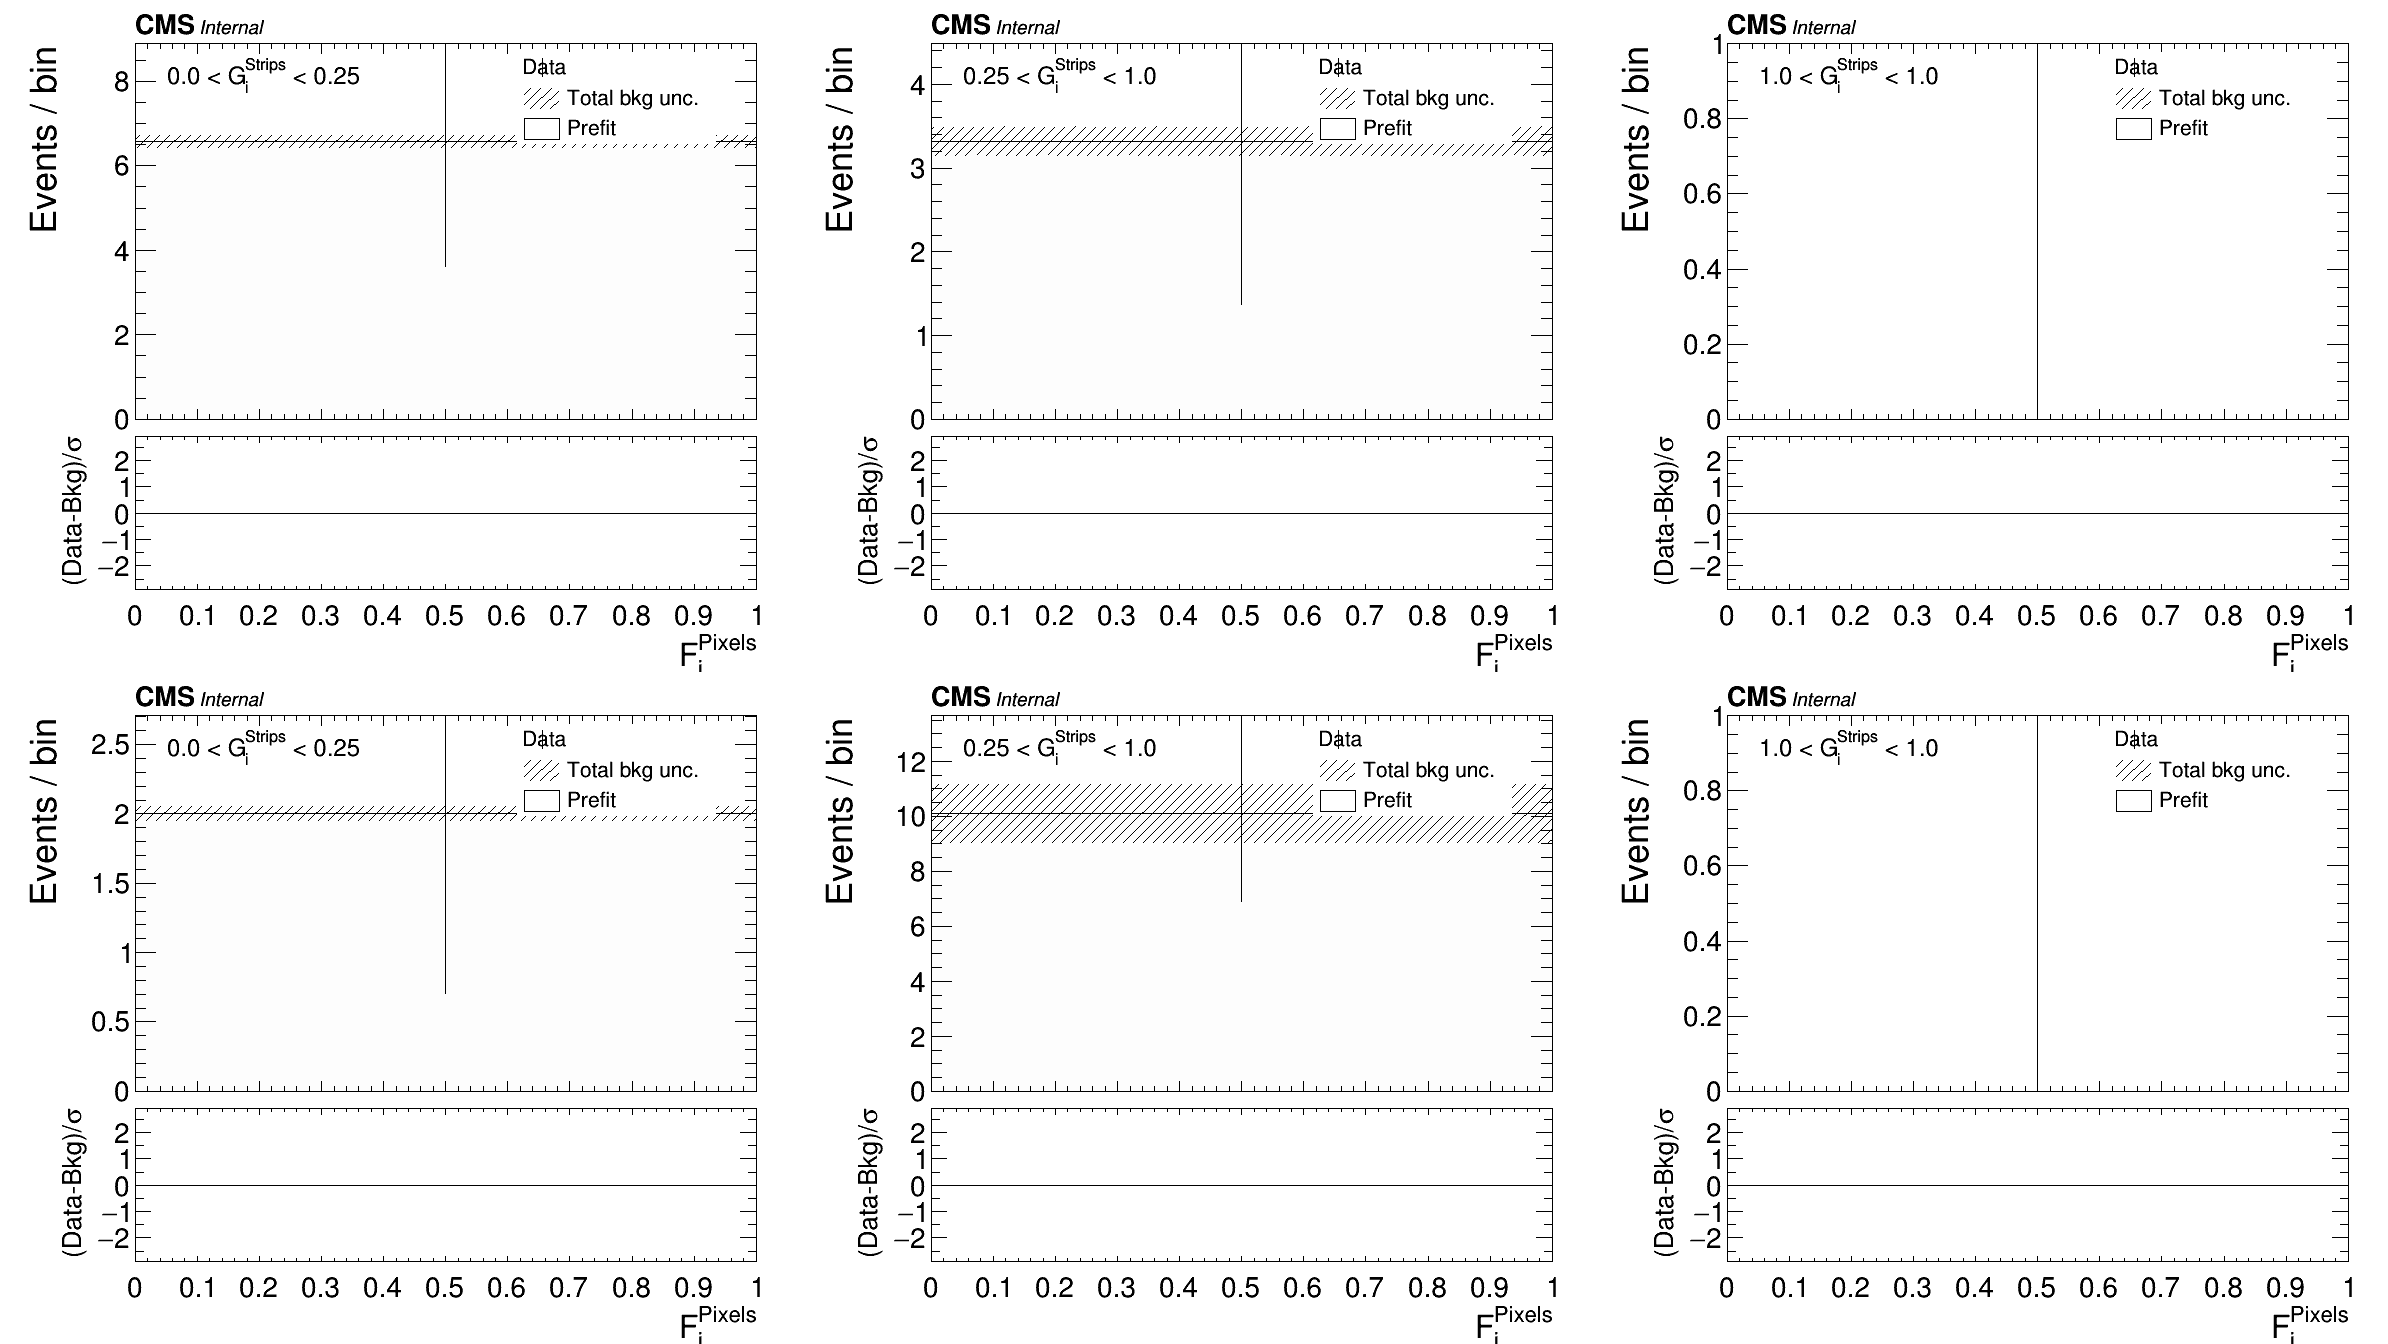 CMS Internal
Events / bin
0.0 < G_i^Strips < 0.25
Data
Total bkg unc.
Prefit
8
6
4
2
0
(Data-Bkg)/σ
2
1
0
−1
−2
0 0.1 0.2 0.3 0.4 0.5 0.6 0.7 0.8 0.9 1
F_i^Pixels
CMS Internal
Events / bin
0.25 < G_i^Strips < 1.0
Data
Total bkg unc.
Prefit
4
3
2
1
0
(Data-Bkg)/σ
2
1
0
−1
−2
0 0.1 0.2 0.3 0.4 0.5 0.6 0.7 0.8 0.9 1
F_i^Pixels
CMS Internal
Events / bin
1.0 < G_i^Strips < 1.0
Data
Total bkg unc.
Prefit
1
0.8
0.6
0.4
0.2
0
(Data-Bkg)/σ
2
1
0
−1
−2
0 0.1 0.2 0.3 0.4 0.5 0.6 0.7 0.8 0.9 1
F_i^Pixels
CMS Internal
Events / bin
0.0 < G_i^Strips < 0.25
Data
Total bkg unc.
Prefit
2.5
2
1.5
1
0.5
0
(Data-Bkg)/σ
2
1
0
−1
−2
0 0.1 0.2 0.3 0.4 0.5 0.6 0.7 0.8 0.9 1
F_i^Pixels
CMS Internal
Events / bin
0.25 < G_i^Strips < 1.0
Data
Total bkg unc.
Prefit
12
10
8
6
4
2
0
(Data-Bkg)/σ
2
1
0
−1
−2
0 0.1 0.2 0.3 0.4 0.5 0.6 0.7 0.8 0.9 1
F_i^Pixels
CMS Internal
Events / bin
1.0 < G_i^Strips < 1.0
Data
Total bkg unc.
Prefit
1
0.8
0.6
0.4
0.2
0
(Data-Bkg)/σ
2
1
0
−1
−2
0 0.1 0.2 0.3 0.4 0.5 0.6 0.7 0.8 0.9 1
F_i^Pixels